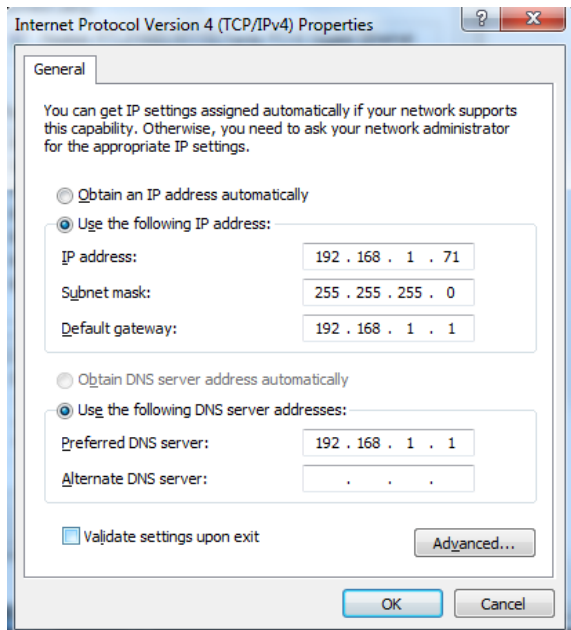 Internet Protocol Version 4 (TCP/IPv4) Properties
General
You can get IP settings assigned automatically if your network supports
this capability. Otherwise, you need to ask your network administrator
for the appropriate IP settings.
Obtain an IP address automatically
Use the following IP address:
IP address: 192 . 168 . 1 . 71
Subnet mask: 255 . 255 . 255 . 0
Default gateway: 192 . 168 . 1 . 1
Obtain DNS server address automatically
Use the following DNS server addresses:
Preferred DNS server: 192 . 168 . 1 . 1
Alternate DNS server: . . .
Validate settings upon exit
Advanced...
OK Cancel